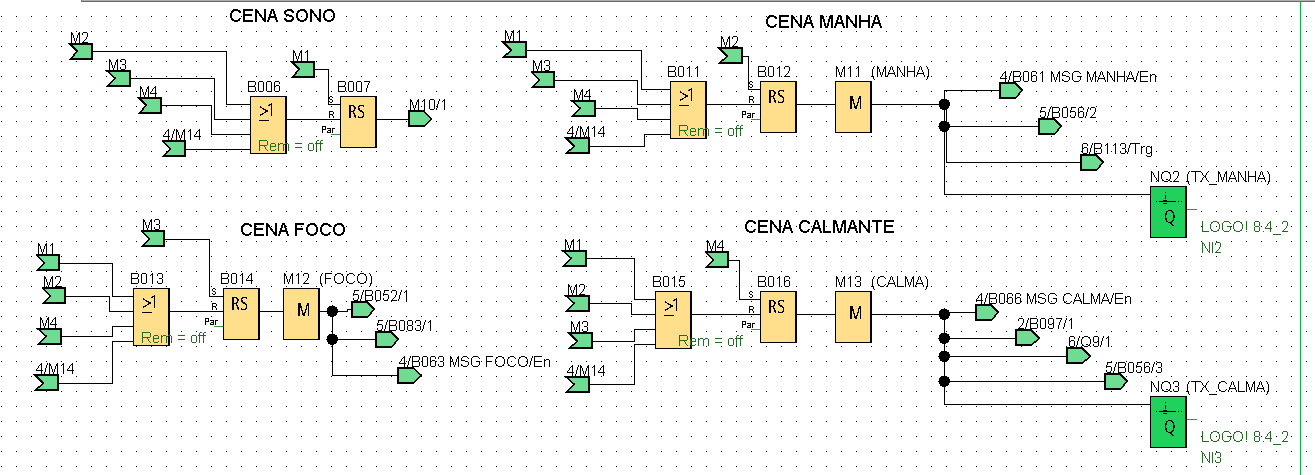 CENA SONO
M2
M3
M4
4/M14
B006
≥1
Rem = off
M1
B007
S
R
Par
RS
M10/1
CENA MANHA
M1
M3
M4
4/M14
B011
≥1
Rem = off
M2
B012
S
R
Par
RS
M11 (MANHA)
M
4/B061 MSG MANHA/En
5/B056/2
6/B113/Trg
NQ2 (TX_MANHA)
Q
LOGO! 8.4_2
NI2
CENA FOCO
M3
M1
M2
M4
4/M14
B013
≥1
Rem = off
B014
S
R
Par
RS
M12 (FOCO)
M
5/B052/1
5/B083/1
4/B063 MSG FOCO/En
CENA CALMANTE
M1
M2
M3
4/M14
B015
≥1
Rem = off
M4
B016
S
R
Par
RS
M13 (CALMA)
M
4/B066 MSG CALMA/En
2/B097/1
6/Q9/1
5/B056/3
NQ3 (TX_CALMA)
Q
LOGO! 8.4_2
NI3